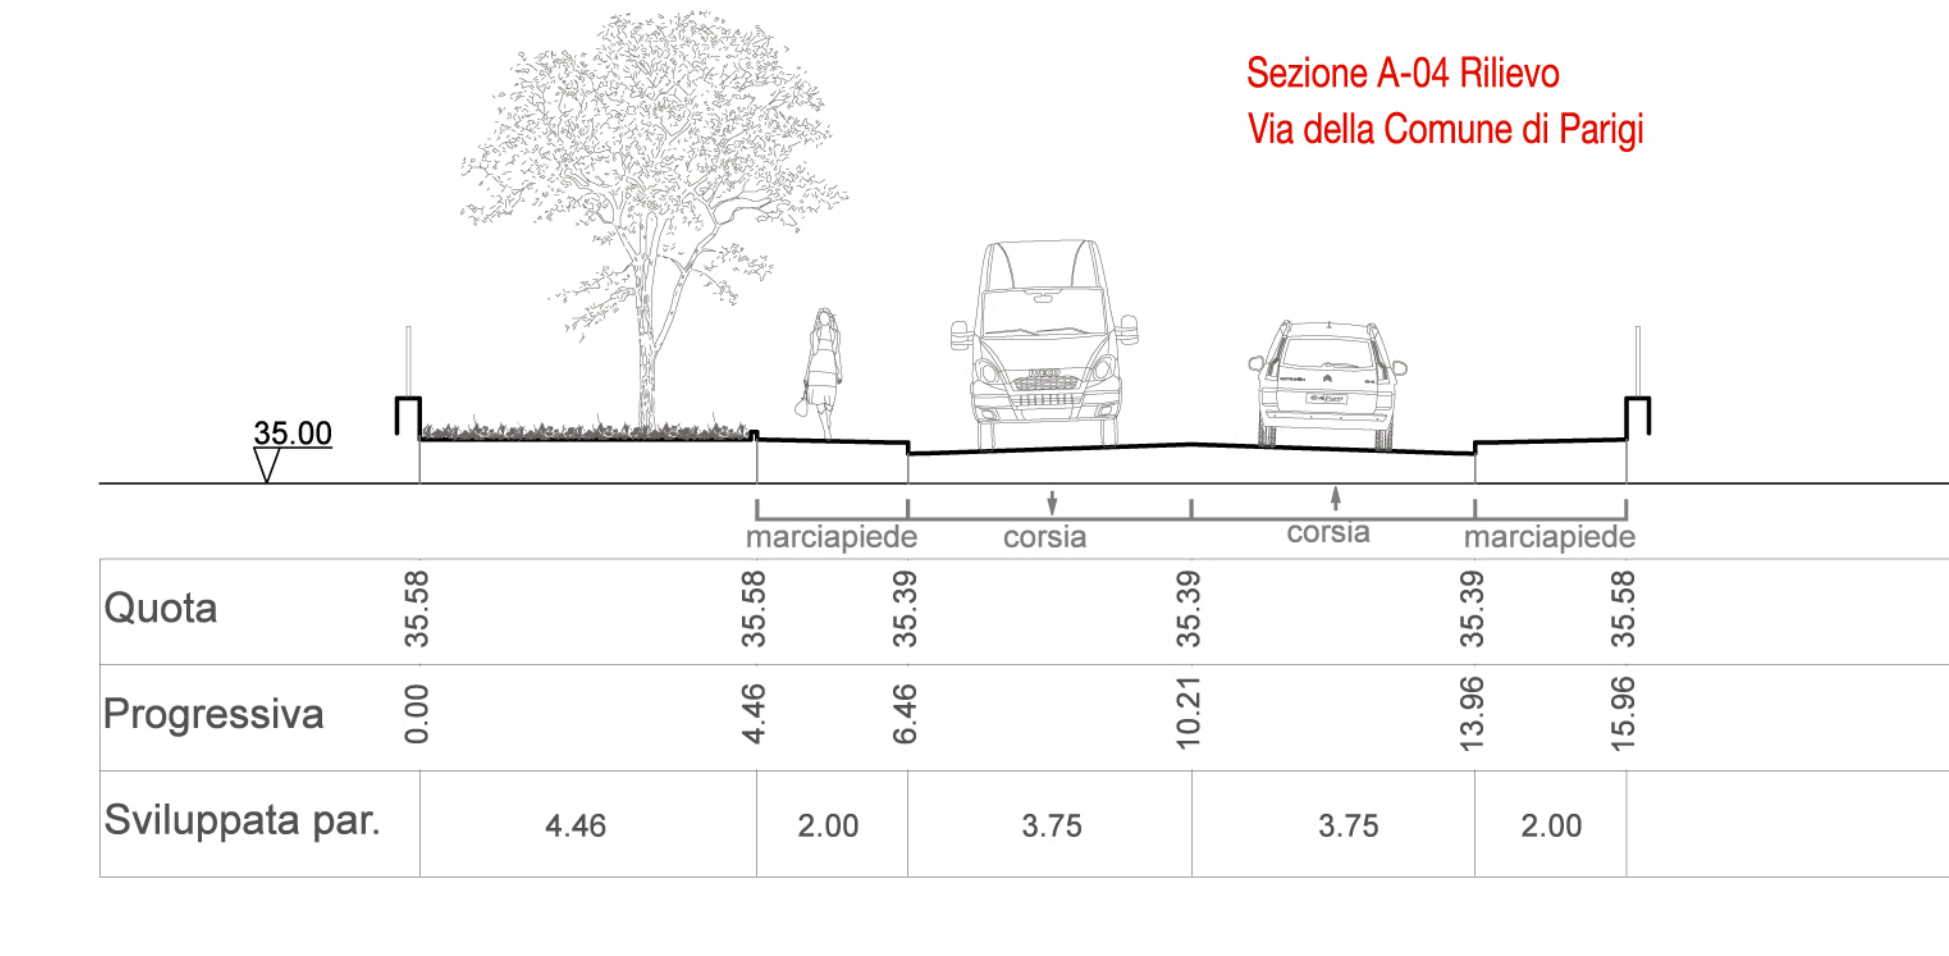 Sezione A-04 Rilievo
Via della Comune di Parigi
IVECO
35.00
marciapiede corsia corsia marciapiede
Quota 35.58 35.58 35.39 35.39 35.39 35.58
Progressiva 0.00 4.46 6.46 10.21 13.96 15.96
Sviluppata par. 4.46 2.00 3.75 3.75 2.00